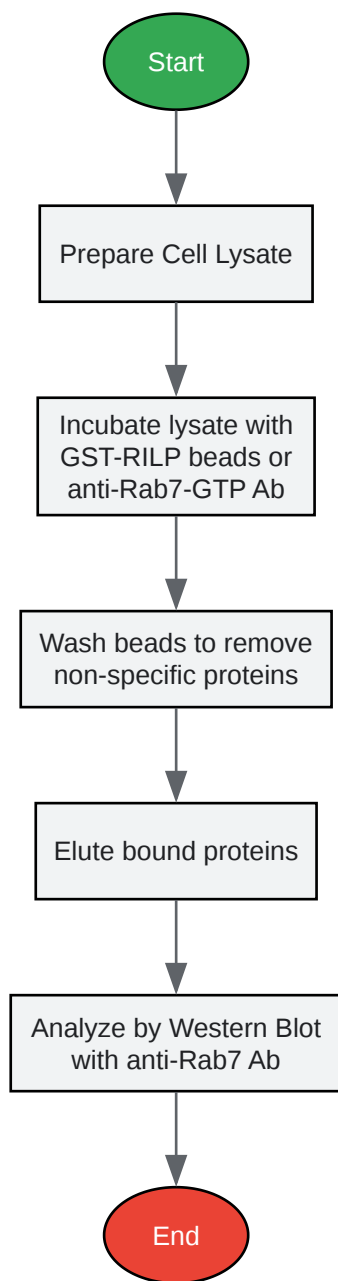 Start
Prepare Cell Lysate
Incubate lysate with
GST-RILP beads or
anti-Rab7-GTP Ab
Wash beads to remove
non-specific proteins
Elute bound proteins
Analyze by Western Blot
with anti-Rab7 Ab
End